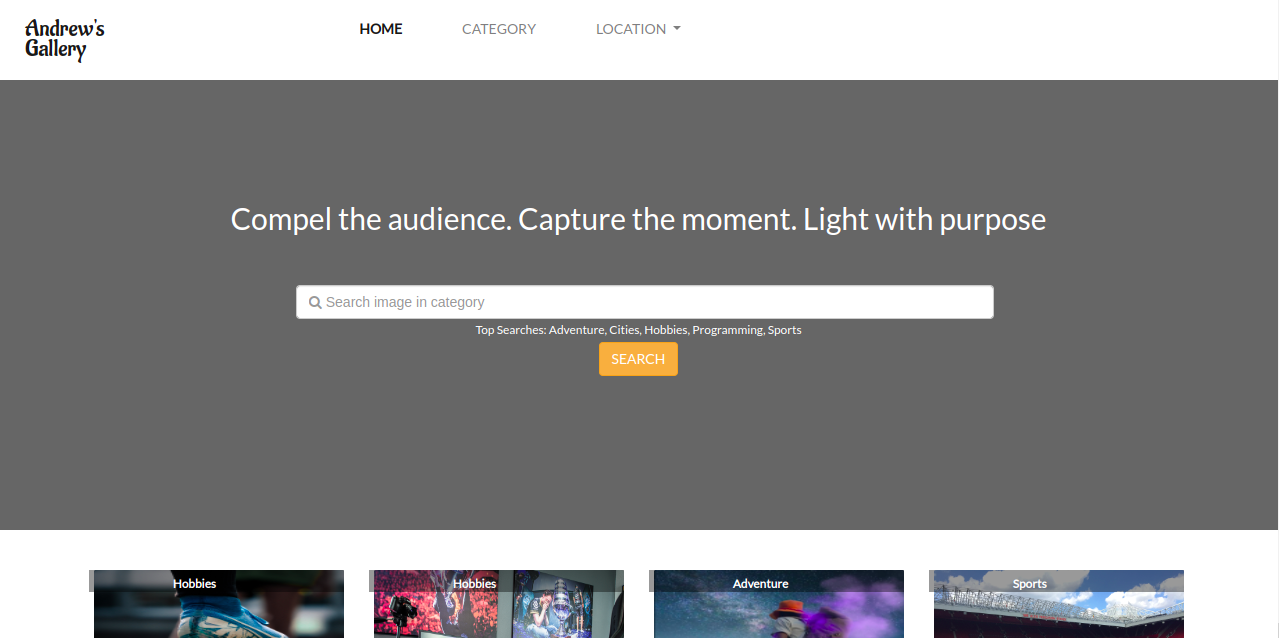 Andrew's
Gallery
HOME
CATEGORY
LOCATION
Compel the audience. Capture the moment. Light with purpose
Search image in category
Top Searches: Adventure, Cities, Hobbies, Programming, Sports
SEARCH
Hobbies
Hobbies
Adventure
Sports